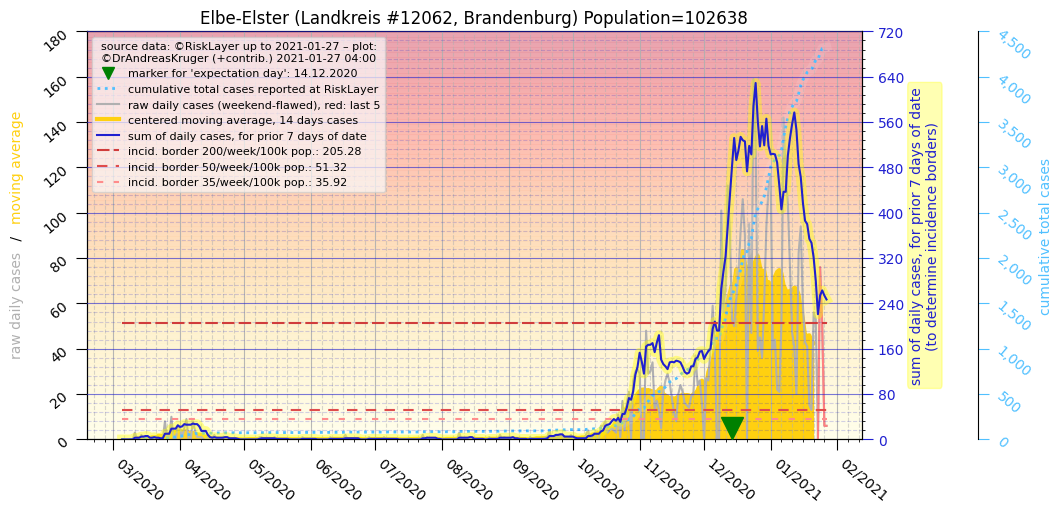 Elbe-Elster (Landkreis #12062, Brandenburg) Population=102638
source data: ©RiskLayer up to 2021-01-27 – plot:
©DrAndreasKruger (+contrib.) 2021-01-27 04:00
marker for 'expectation day': 14.12.2020
cumulative total cases reported at RiskLayer
raw daily cases (weekend-flawed), red: last 5
centered moving average, 14 days cases
sum of daily cases, for prior 7 days of date
incid. border 200/week/100k pop.: 205.28
incid. border 50/week/100k pop.: 51.32
incid. border 35/week/100k pop.: 35.92
raw daily cases / moving average
180
160
140
120
100
80
60
40
20
0
03/2020
04/2020
05/2020
06/2020
07/2020
08/2020
09/2020
10/2020
11/2020
12/2020
01/2021
02/2021
720
640
560
480
400
320
240
160
80
0
sum of daily cases, for prior 7 days of date
(to determine incidence borders)
4,500
4,000
3,500
3,000
2,500
2,000
1,500
1,000
500
0
cumulative total cases